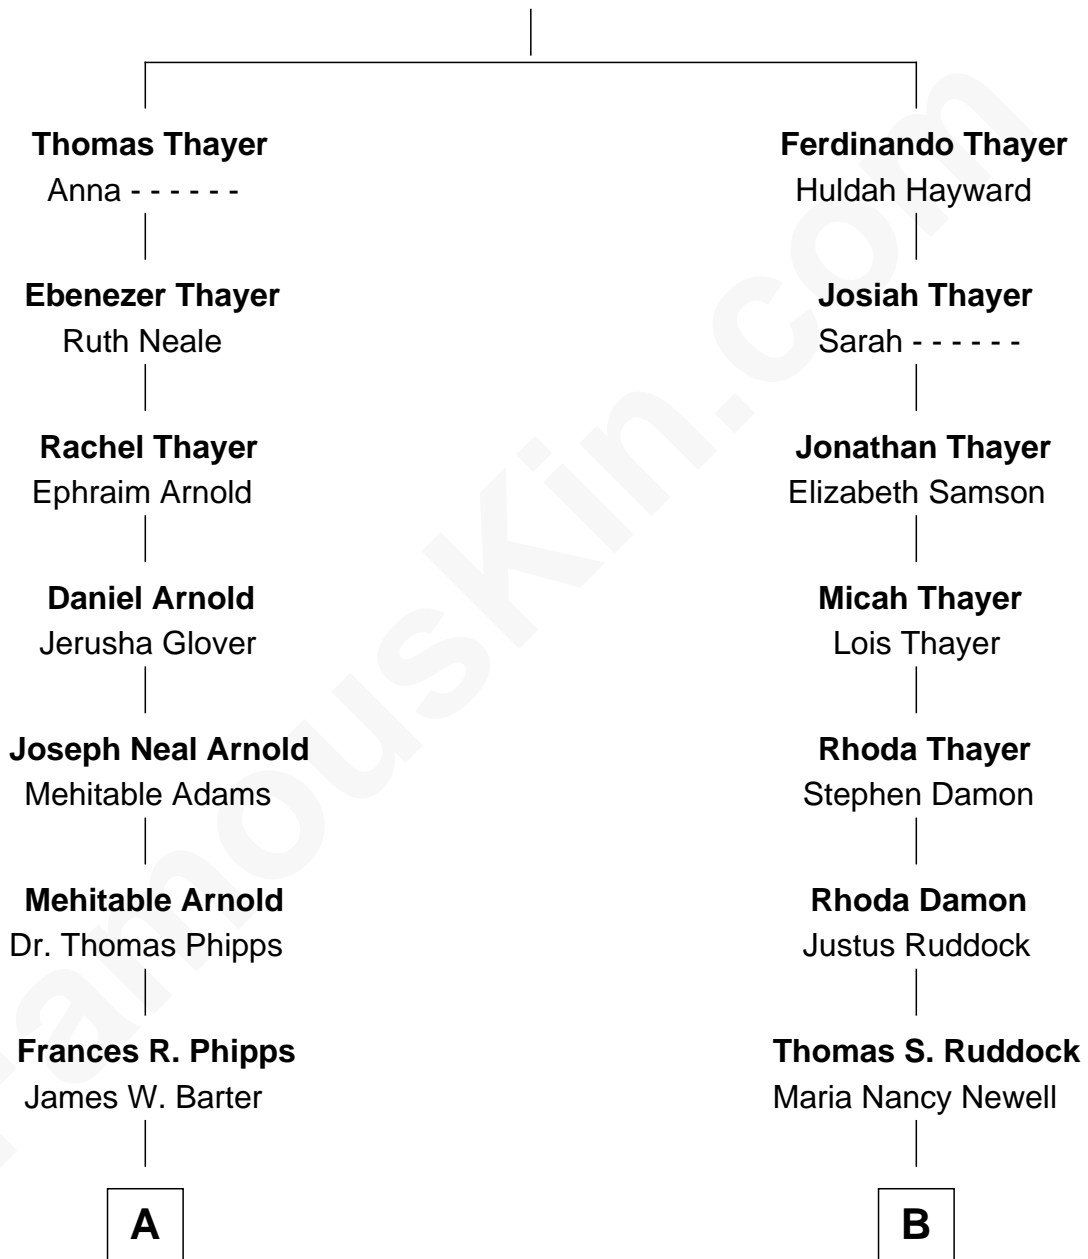 Thomas Thayer
Anna - - - - - -
Ebenezer Thayer
Ruth Neale
Rachel Thayer
Ephraim Arnold
Daniel Arnold
Jerusha Glover
Joseph Neal Arnold
Mehitable Adams
Mehitable Arnold
Dr. Thomas Phipps
Frances R. Phipps
James W. Barter
A
Ferdinando Thayer
Huldah Hayward
Josiah Thayer
Sarah - - - - - -
Jonathan Thayer
Elizabeth Samson
Micah Thayer
Lois Thayer
Rhoda Thayer
Stephen Damon
Rhoda Damon
Justus Ruddock
Thomas S. Ruddock
Maria Nancy Newell
B
FamousKin.com